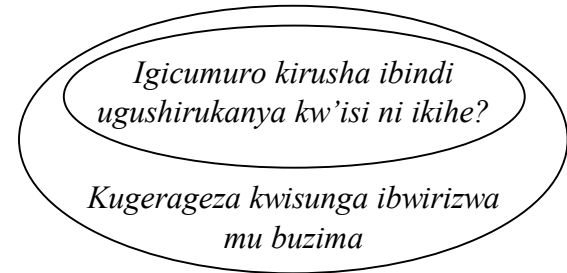 Igicumuro kirusha ibindi
ugushirukanya kw’isi ni ikihe?
Kugerageza kwisunga ibwirizwa
mu buzima